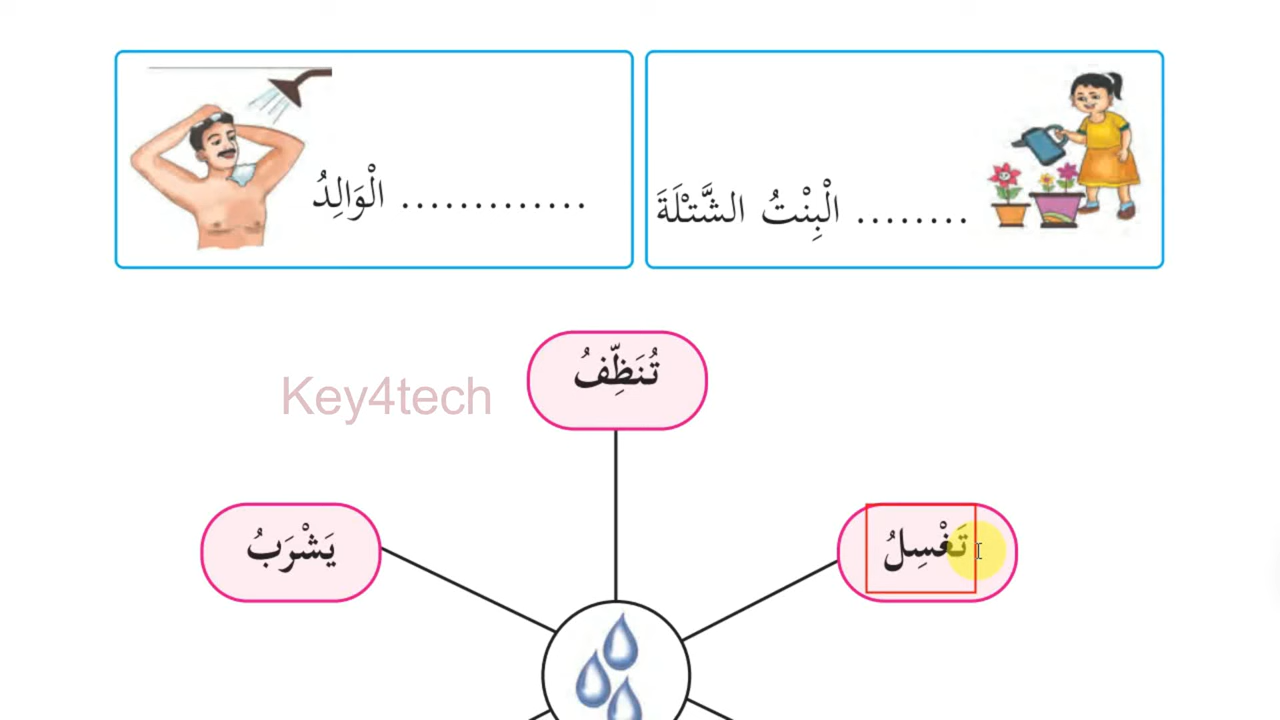 ........ الْبِنْتُ الشَّتْلَةَ
............. الْوَالِدُ
تُنَظِّفُ
Key4tech
تَغْسِلُ
يَشْرَبُ